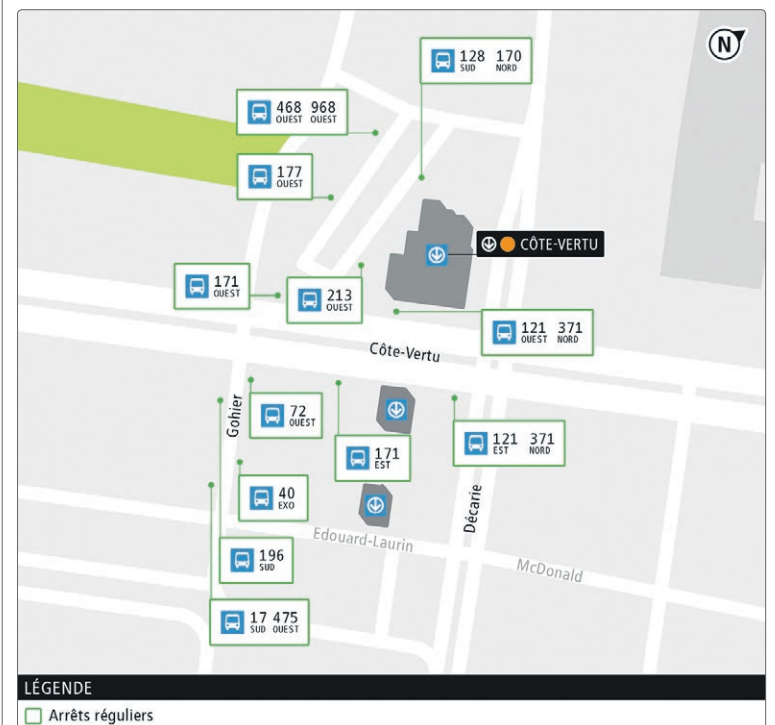 N
128 170
SUD NORD
468 968
OUEST OUEST
177
OUEST
CÔTE-VERTU
171
OUEST
213
OUEST
121 371
OUEST NORD
Côte-Vertu
Gohier
72
OUEST
171
EST
121 371
EST NORD
40
EXO
Décarie
Edouard-Laurin
McDonald
196
SUD
17 475
SUD OUEST
LÉGENDE
Arrêts réguliers